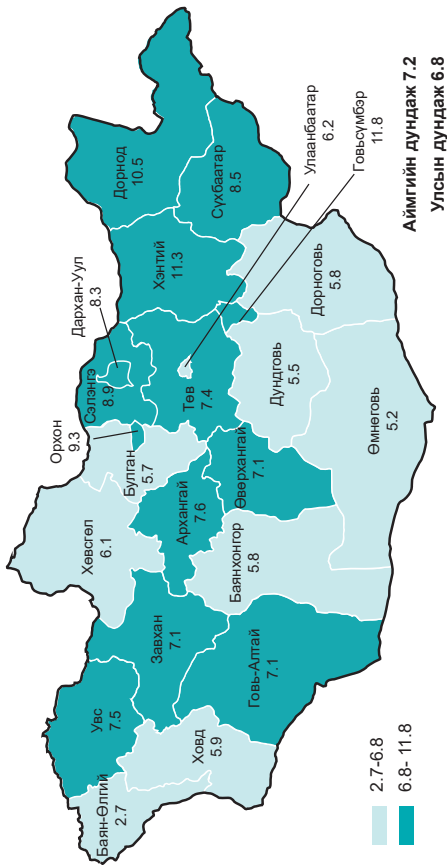 Баян-Өлгий
2.7
Увс
7.5
Ховд
5.9
Завхан
7.1
Говь-Алтай
7.1
Хөвсгөл
6.1
Архангай
7.6
Баянхонгор
5.8
Орхон
9.3
Булган
5.7
Өвөрхангай
7.1
Сэлэнгэ
8.9
Дархан-Уул
8.3
Төв
7.4
Дундговь
5.5
Өмнөговь
5.2
Хэнтий
11.3
Дорноговь
5.8
Дорнод
10.5
Сүхбаатар
8.5
Улаанбаатар
6.2
Говьсүмбэр
11.8
Аймгийн дундаж 7.2
Улсын дундаж 6.8
2.7-6.8
6.8- 11.8